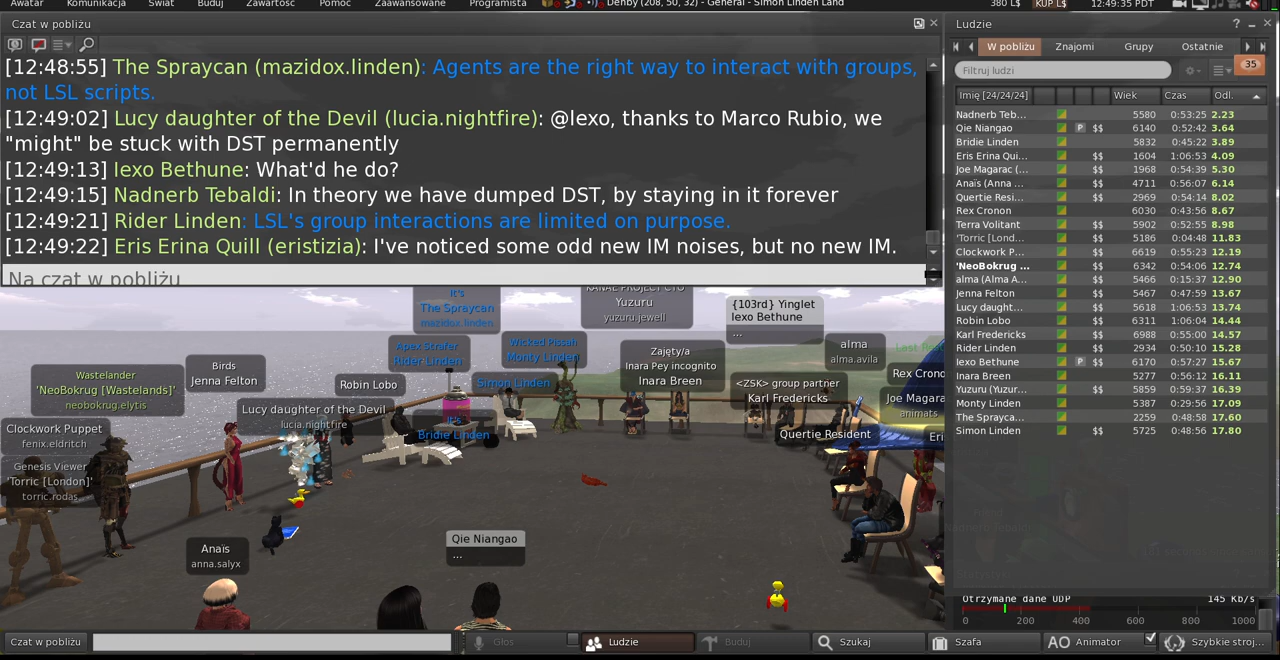 Awatar Komunikacja Świat Buduj Zawartość Pomoc Zaawansowane Programista Denby (208, 50, 32) - General - Simon Linden Land 380 L$ KUP L$ 12:49:35 PDT
Czat w pobliżu
[12:48:55] The Spraycan (mazidox.linden): Agents are the right way to interact with groups,
not LSL scripts.
[12:49:02] Lucy daughter of the Devil (lucia.nightfire): @Iexo, thanks to Marco Rubio, we
"might" be stuck with DST permanently
[12:49:13] Iexo Bethune: What'd he do?
[12:49:15] Nadnerb Tebaldi: In theory we have dumped DST, by staying in it forever
[12:49:21] Rider Linden: LSL's group interactions are limited on purpose.
[12:49:22] Eris Erina Quill (eristizia): I've noticed some odd new IM noises, but no new IM.
Na czat w pobliżu
It's
The Spraycan
mazidox.linden
KANAE PROJECT CTO
Yuzuru
yuzuru.jewell
{103rd} Yinglet
Iexo Bethune
...
Apex Strafer
Rider Linden
Wicked Pissah
Monty Linden
Zajęty/a
Inara Pey incognito
Inara Breen
alma
alma.avila
Birds
Jenna Felton
Wastelander
'NeoBokrug [Wastelands]'
neobokrug.elytis
Robin Lobo
Simon Linden
<ZSK> group partner
Karl Fredericks
Rex Crono
Joe Magara
animats
Lucy daughter of the Devil
lucia.nightfire
Clockwork Puppet
fenix.eldritch
It's
Bridie Linden
Quertie Resident
Eri
Genesis Viewer
'Torric [London]'
torric.rodas
Anaïs
anna.salyx
Qie Niangao
...
Ludzie
W pobliżu Znajomi Grupy Ostatnie
Filtruj ludzi
35
Imię [24/24/24] Wiek Czas Odl.
Nadnerb Teb... 5580 0:53:25 2.23
Qie Niangao P $$ 6140 0:52:42 3.64
Bridie Linden 5832 0:45:22 3.89
Eris Erina Qui... $$ 1604 1:06:53 4.09
Joe Magarac (... $$ 1968 0:54:39 5.30
Anaïs (Anna ... $$ 4711 0:56:07 6.14
Quertie Resi... $$ 2969 0:54:14 8.02
Rex Cronon 6030 0:43:56 8.67
Terra Volitant $$ 5902 0:52:55 8.98
'Torric [Lond... $$ 5186 0:04:48 11.83
Clockwork P... $$ 6619 0:55:23 12.19
'NeoBokrug ... $$ 6342 0:54:06 12.74
alma (Alma A... $$ 5466 0:15:37 12.90
Jenna Felton $$ 5467 0:47:59 13.67
Lucy daught... $$ 5618 1:06:53 13.74
Robin Lobo $$ 6311 1:06:04 14.44
Karl Fredericks $$ 6988 0:55:00 14.57
Rider Linden $$ 2934 0:50:10 15.28
Iexo Bethune P $$ 6170 0:57:27 15.67
Inara Breen 5277 0:56:12 16.11
Yuzuru (Yuzur... $$ 5859 0:59:37 16.39
Monty Linden 5387 0:29:56 17.09
The Sprayca... 2259 0:48:58 17.60
Simon Linden $$ 5725 0:48:56 17.80
Otrzymane dane UDP 145 Kb/s
0 200 400 600 800 1000
Czat w pobliżu Głos Ludzie Buduj Szukaj Szafa AO Animator Szybkie stroj...